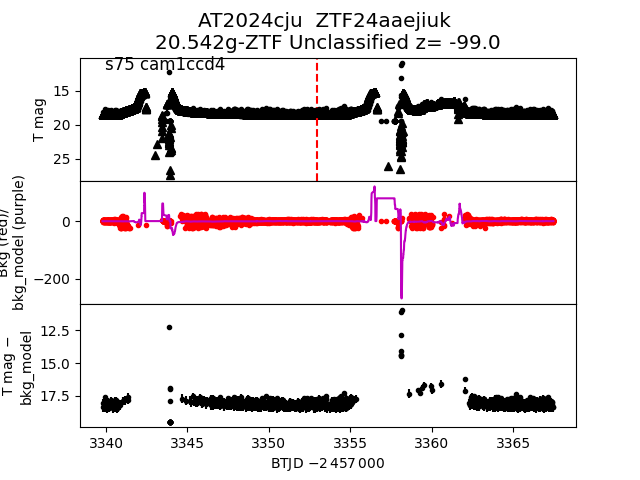 AT2024cju  ZTF24aaejiuk
20.542g-ZTF Unclassified z= -99.0
s75 cam1ccd4
T mag
15
20
25
Bkg (red)/
bkg_model (purple)
0
−200
T mag −
bkg_model
12.5
15.0
17.5
3340 3345 3350 3355 3360 3365
BTJD −2 457 000